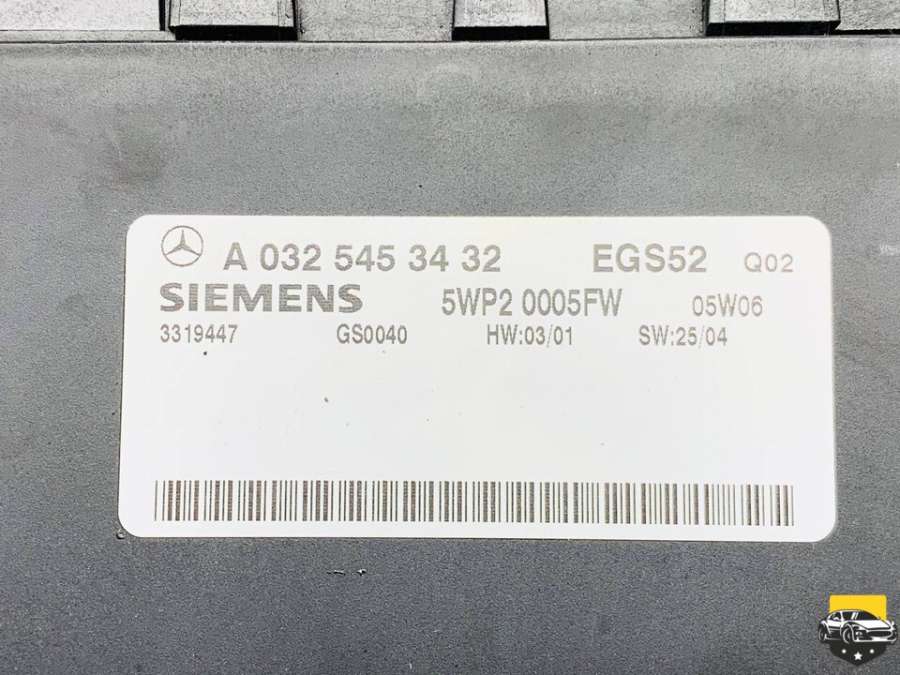 A 032 545 34 32 EGS52 Q02
SIEMENS 5WP2 0005FW 05W06
3319447 GS0040 HW:03/01 SW:25/04